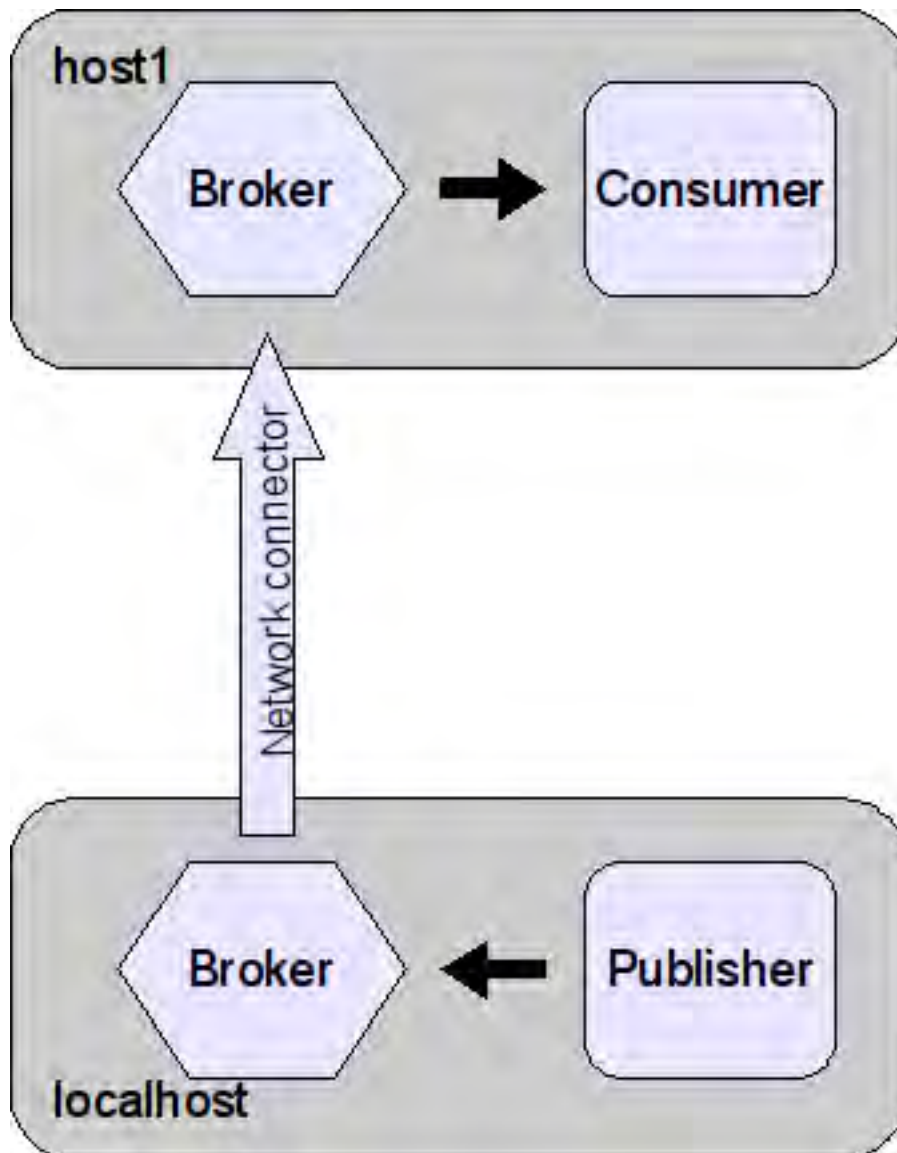 host1
Broker
Consumer
Network connector
Broker
Publisher
localhost